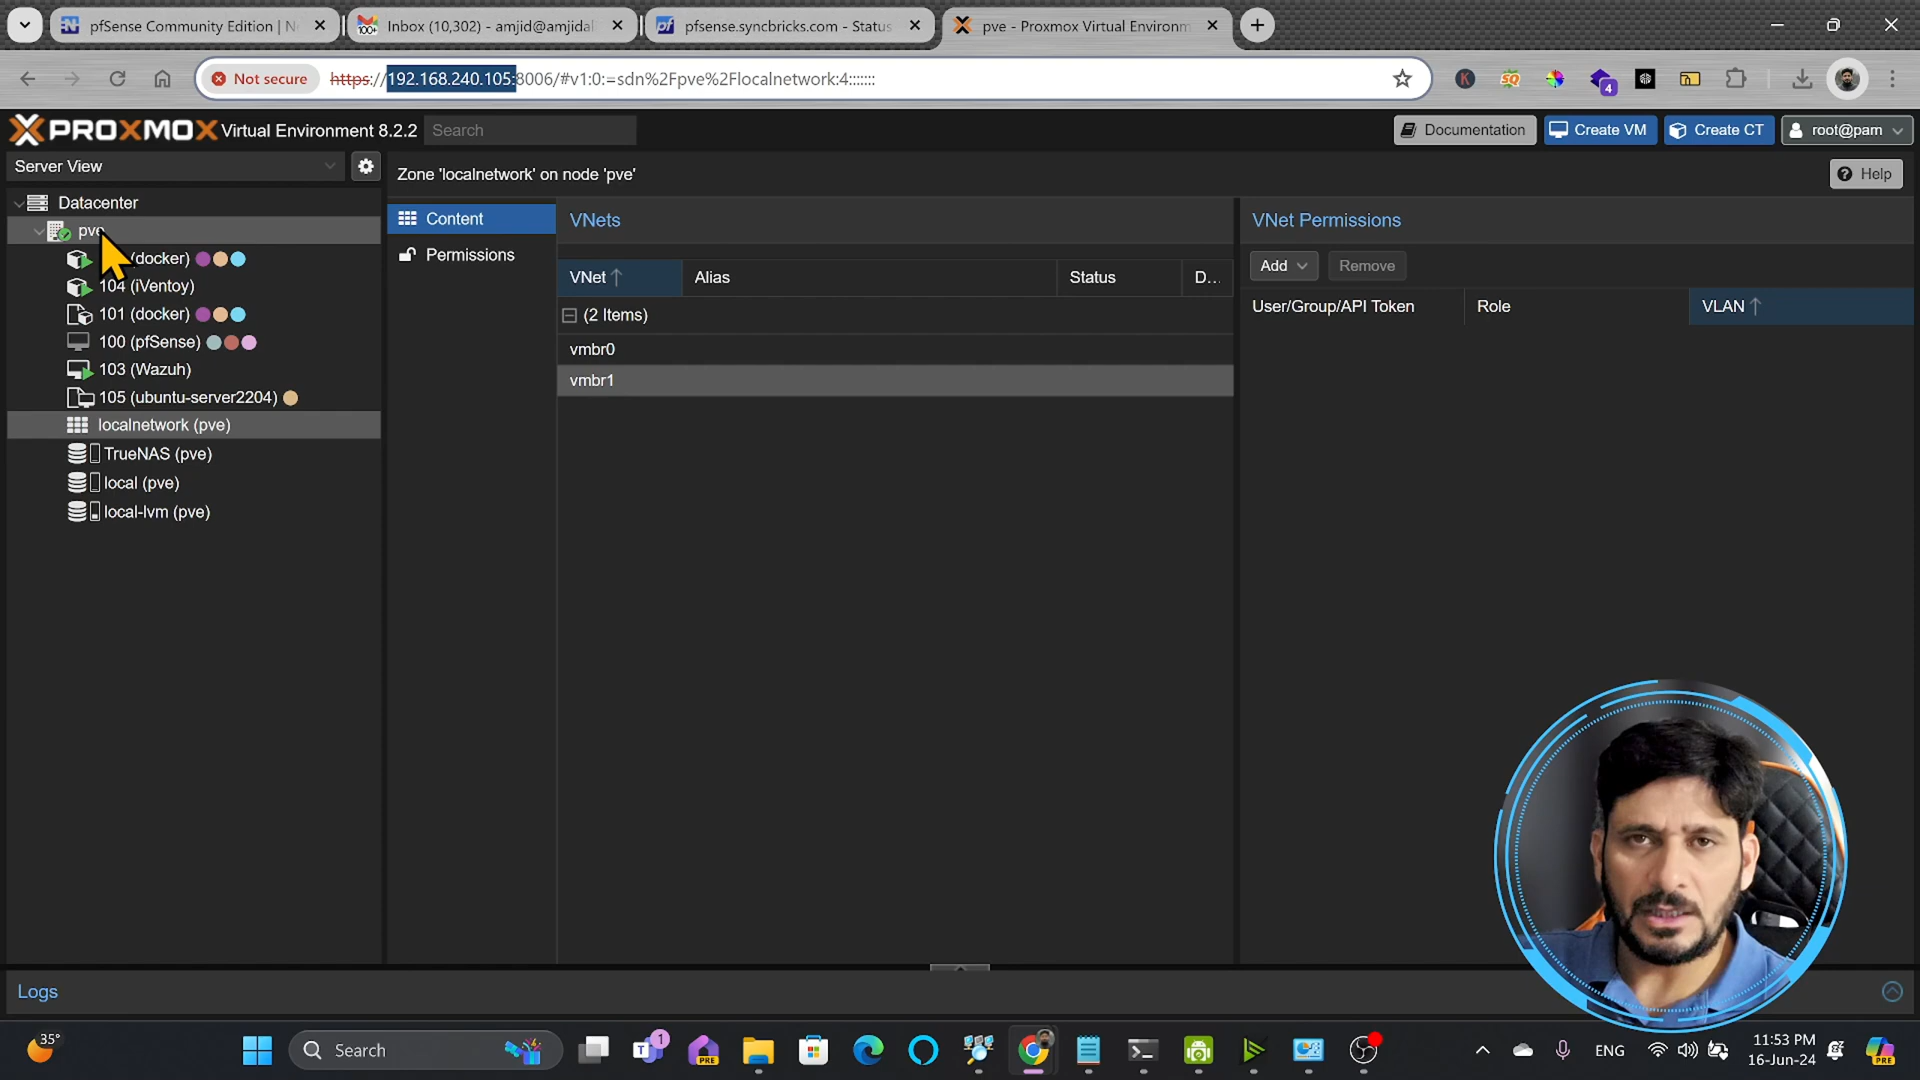 pfSense Community Edition | N
Inbox (10,302) - amjid@amjidal
pfsense.syncbricks.com - Status
pve - Proxmox Virtual Environm
Not secure
https://192.168.240.105:8006/#v1:0:=sdn%2Fpve%2Flocalnetwork:4:::::::
4
PROXMOX Virtual Environment 8.2.2
Search
Documentation
Create VM
Create CT
root@pam
Server View
Zone 'localnetwork' on node 'pve'
Help
Datacenter
pve
(docker)
104 (iVentoy)
101 (docker)
100 (pfSense)
103 (Wazuh)
105 (ubuntu-server2204)
localnetwork (pve)
TrueNAS (pve)
local (pve)
local-lvm (pve)
Content
Permissions
VNets
VNet
Alias
Status
D...
(2 Items)
vmbr0
vmbr1
VNet Permissions
Add
Remove
User/Group/API Token
Role
VLAN
Logs
35°
Search
1
PRE
ENG
11:53 PM
16-Jun-24
PRE